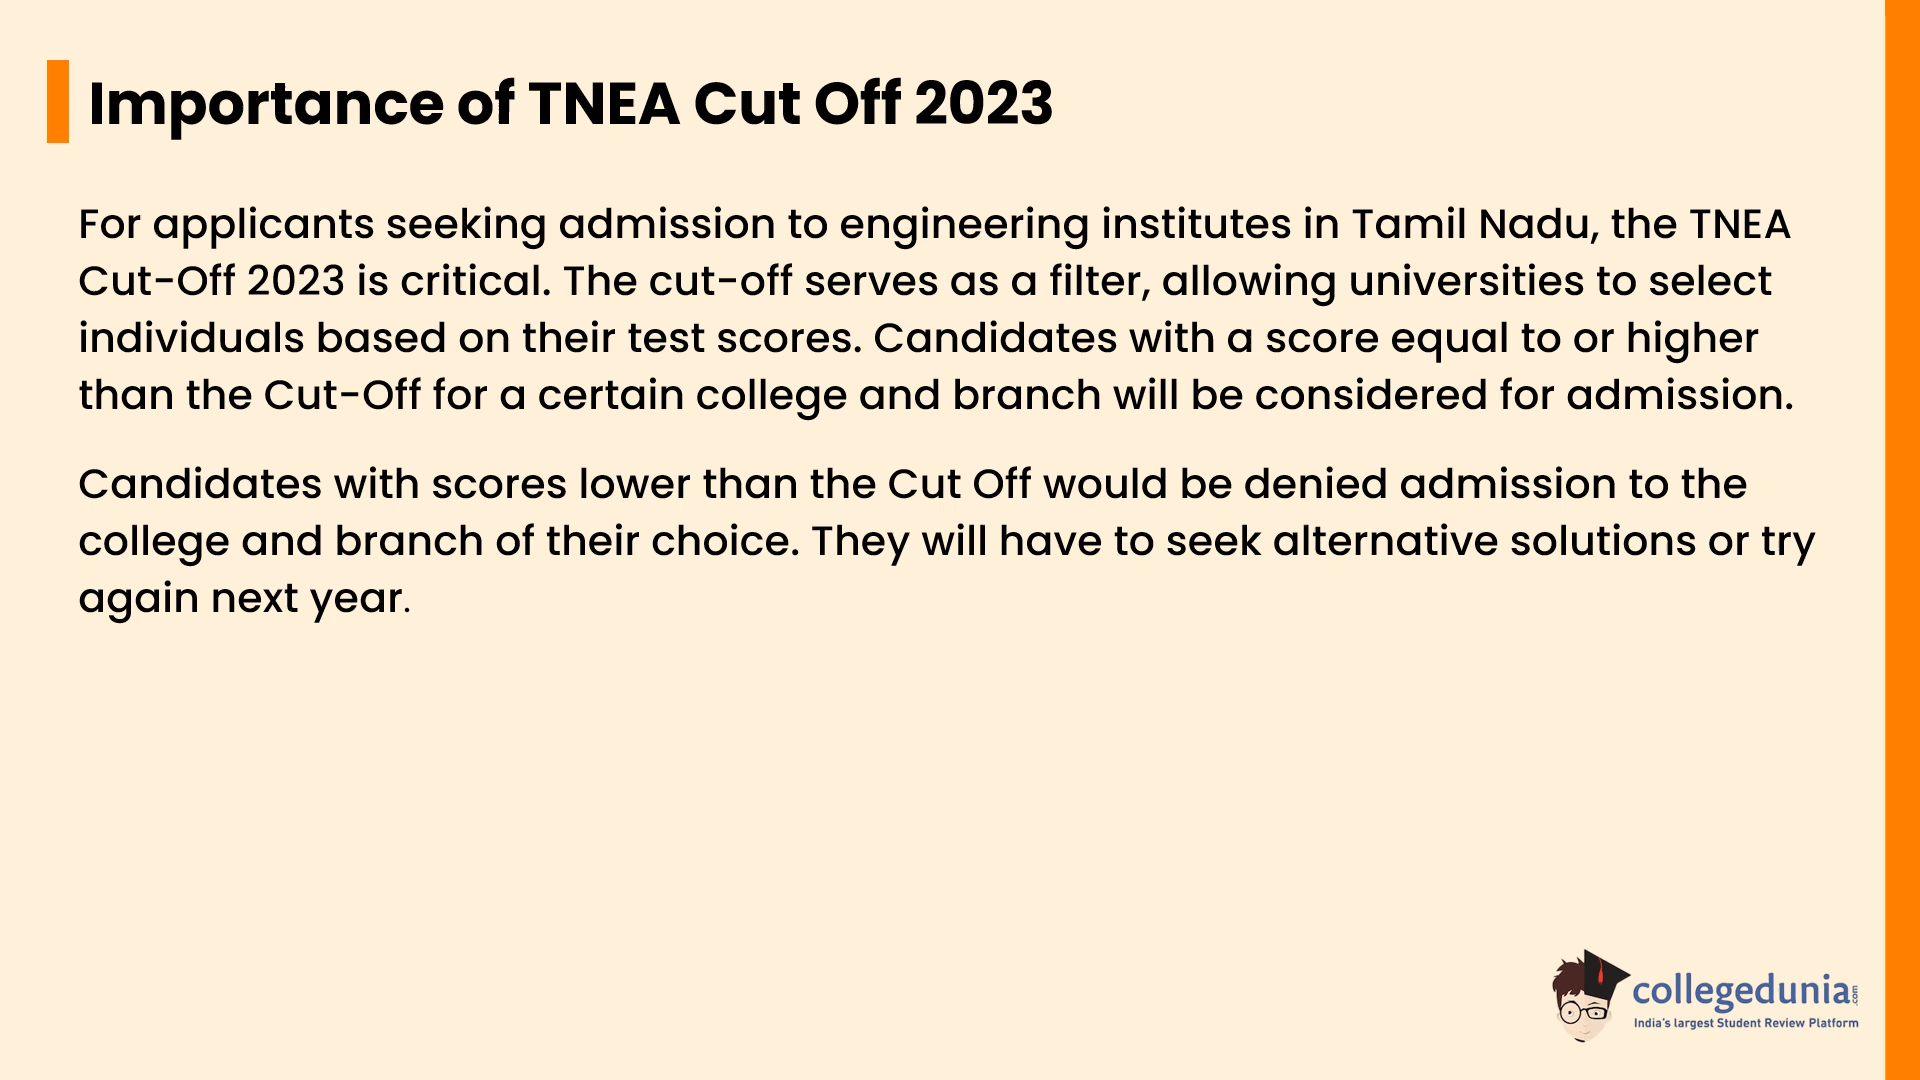 Importance of TNEA Cut Off 2023
For applicants seeking admission to engineering institutes in Tamil Nadu, the TNEA
Cut-Off 2023 is critical. The cut-off serves as a filter, allowing universities to select
individuals based on their test scores. Candidates with a score equal to or higher
than the Cut-Off for a certain college and branch will be considered for admission.
Candidates with scores lower than the Cut Off would be denied admission to the
college and branch of their choice. They will have to seek alternative solutions or try
again next year.
collegedunia.com
India's largest Student Review Platform